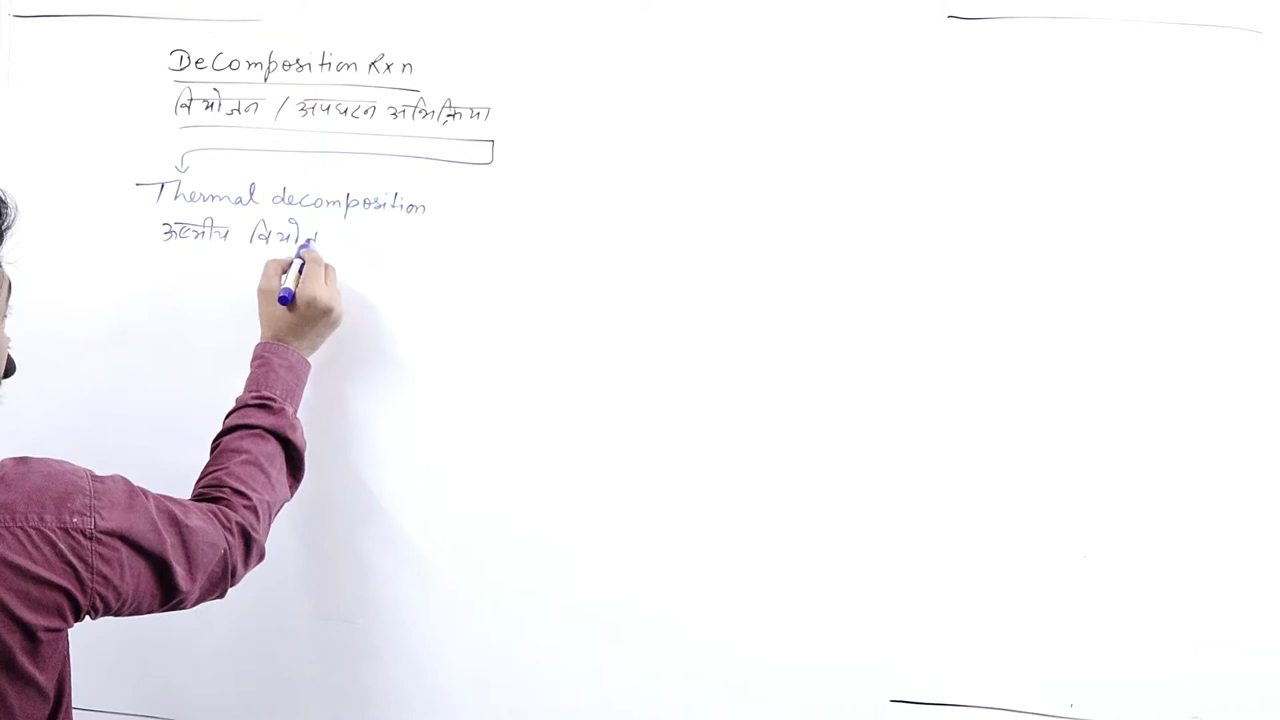 Decomposition Rxn
वियोजन / अपघटन अभिक्रिया
Thermal decomposition
ऊष्मीय